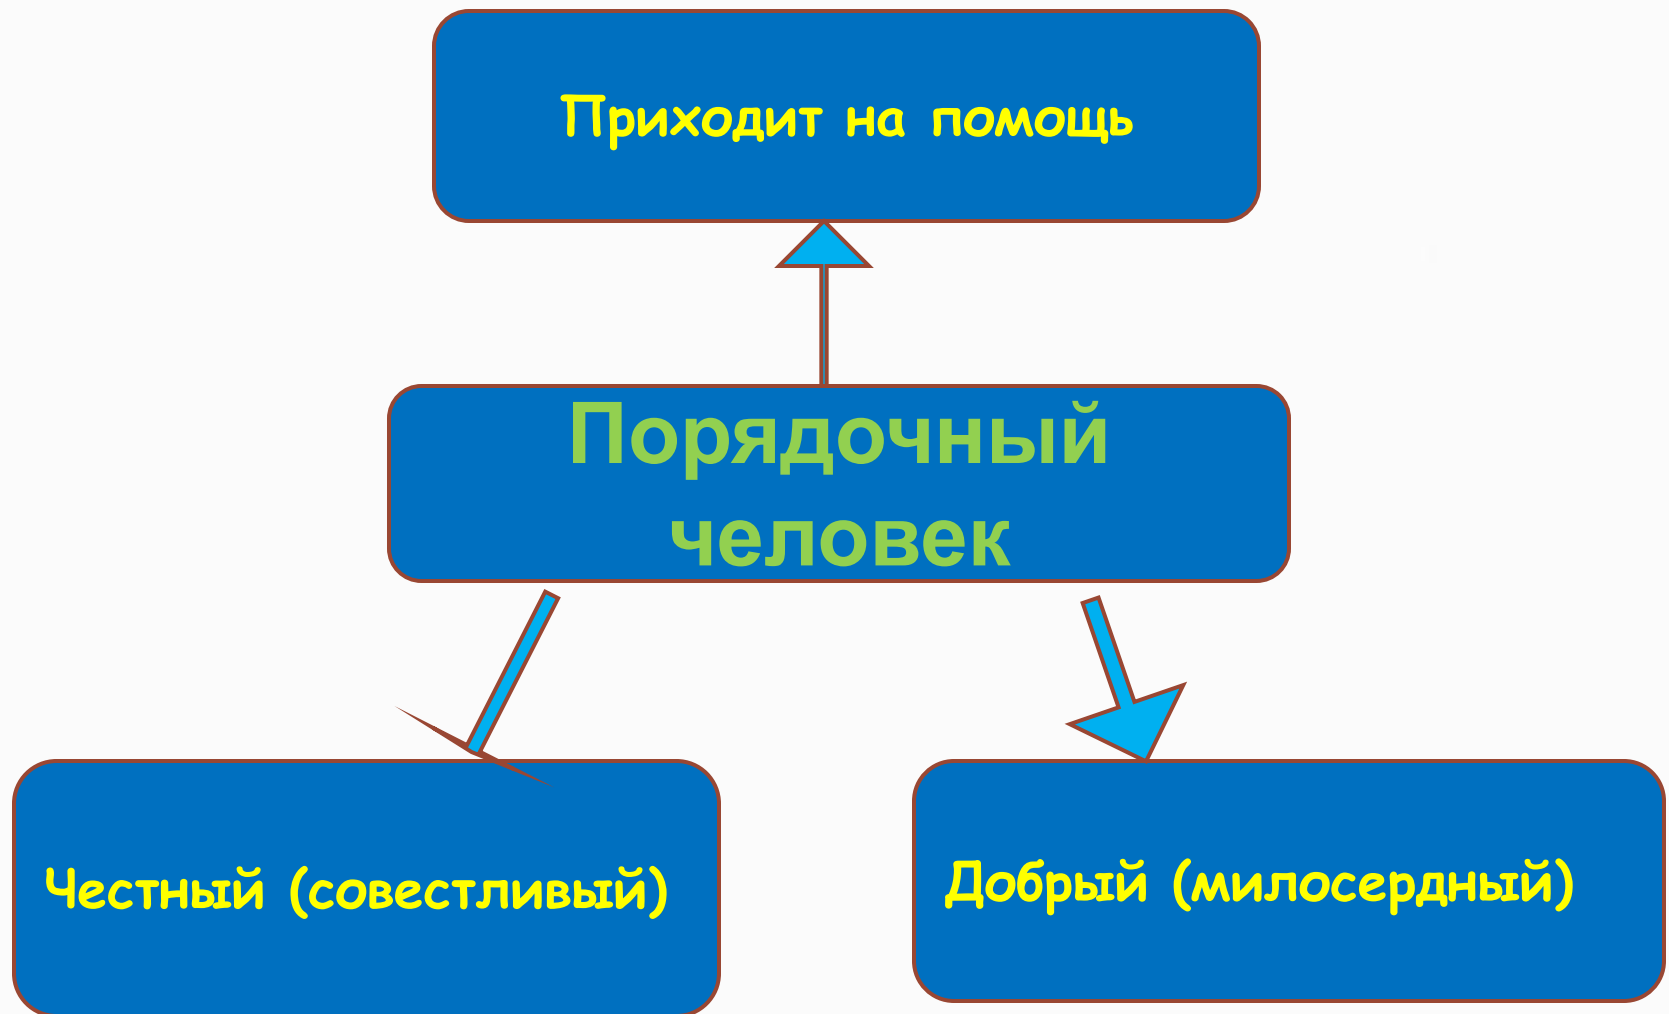 Приходит на помощь
Порядочный
человек
Честный (совестливый)
Добрый (милосердный)